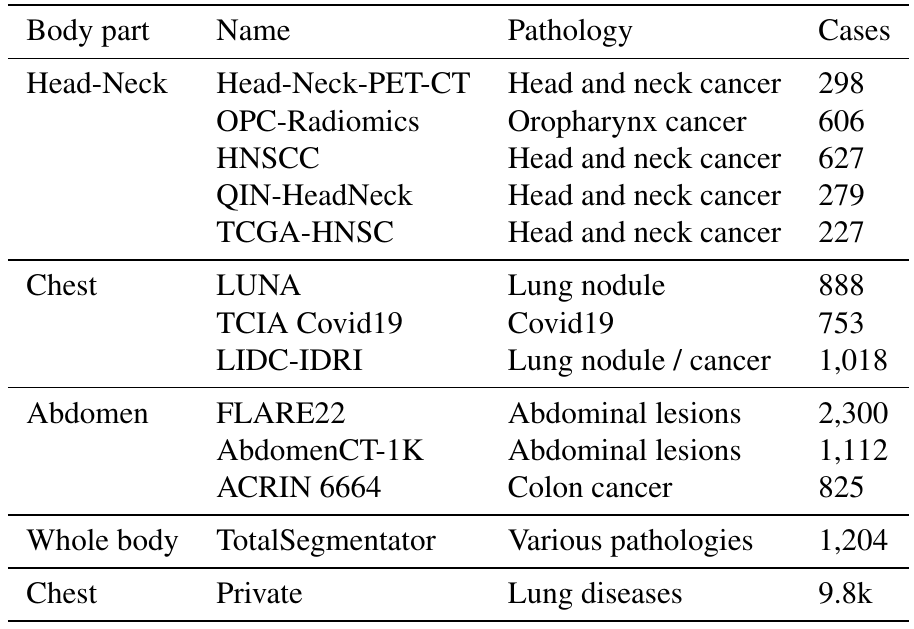 Body part Name Pathology Cases
Head-Neck Head-Neck-PET-CT Head and neck cancer 298
OPC-Radiomics Oropharynx cancer 606
HNSCC Head and neck cancer 627
QIN-HeadNeck Head and neck cancer 279
TCGA-HNSC Head and neck cancer 227
Chest LUNA Lung nodule 888
TCIA Covid19 Covid19 753
LIDC-IDRI Lung nodule / cancer 1,018
Abdomen FLARE22 Abdominal lesions 2,300
AbdomenCT-1K Abdominal lesions 1,112
ACRIN 6664 Colon cancer 825
Whole body TotalSegmentator Various pathologies 1,204
Chest Private Lung diseases 9.8k